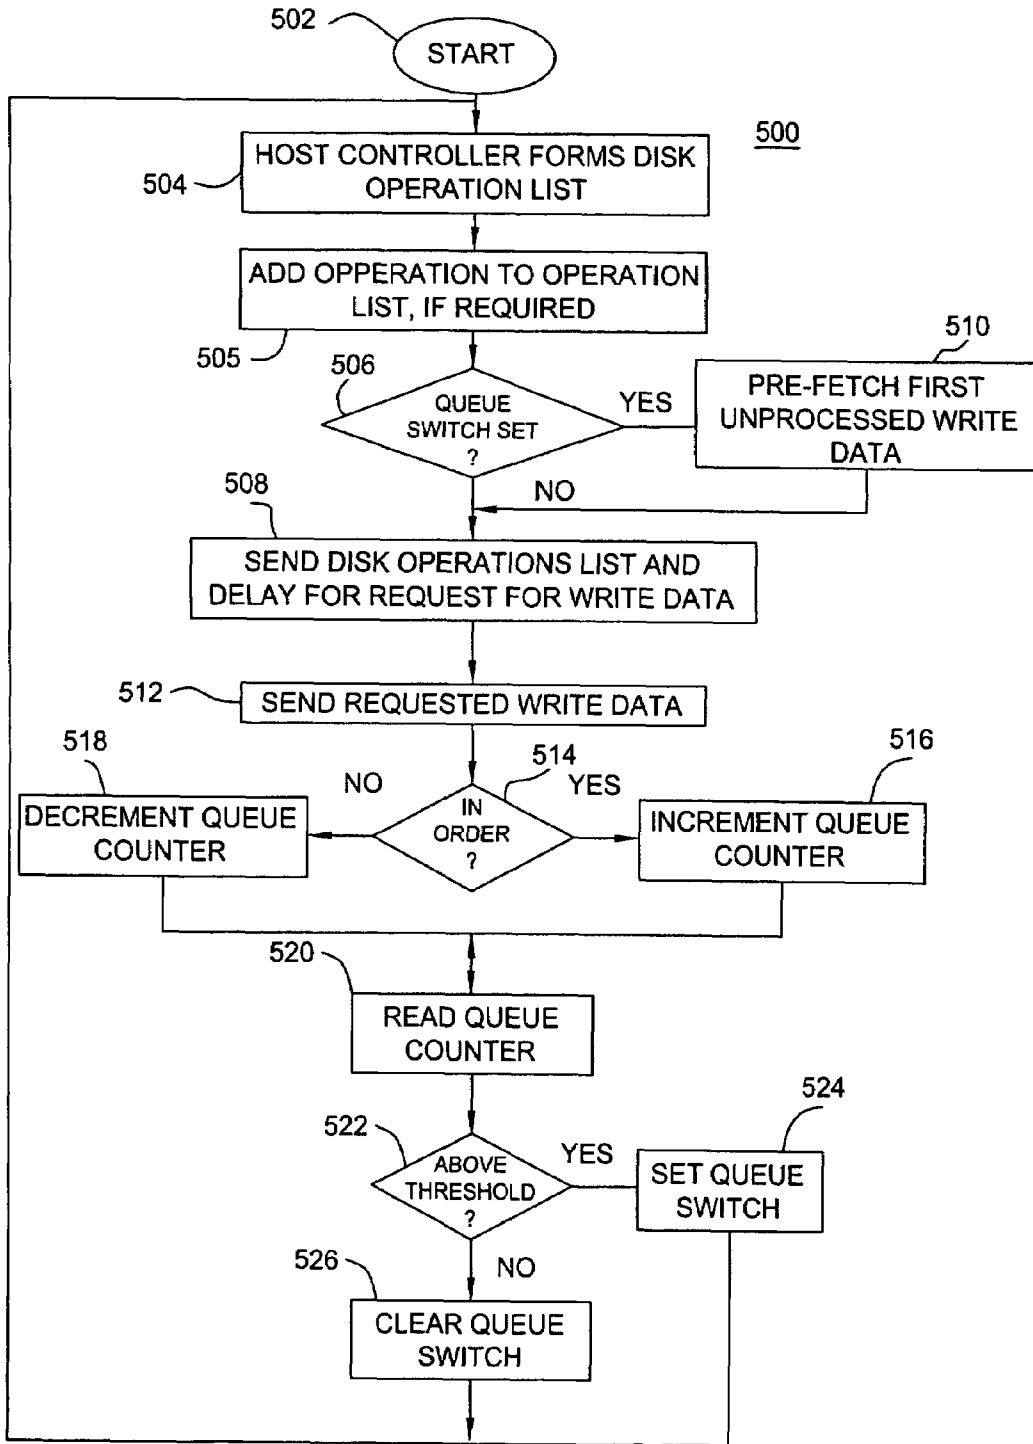 502
START
500
HOST CONTROLLER FORMS DISK
OPERATION LIST
504
ADD OPPERATION TO OPERATION
LIST, IF REQUIRED
505
506
QUEUE
SWITCH SET
?
YES
510
PRE-FETCH FIRST
UNPROCESSED WRITE
DATA
NO
508
SEND DISK OPERATIONS LIST AND
DELAY FOR REQUEST FOR WRITE DATA
512
SEND REQUESTED WRITE DATA
518
NO
514
YES
516
DECREMENT QUEUE
COUNTER
IN
ORDER
?
INCREMENT QUEUE
COUNTER
520
READ QUEUE
COUNTER
522
ABOVE
THRESHOLD
?
YES
524
SET QUEUE
SWITCH
526
NO
CLEAR QUEUE
SWITCH